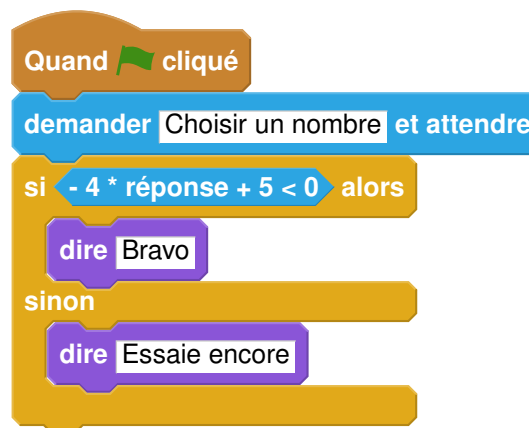 Quand cliqué
demander Choisir un nombre et attendre
si - 4 * réponse + 5 < 0 alors
dire Bravo
sinon
dire Essaie encore